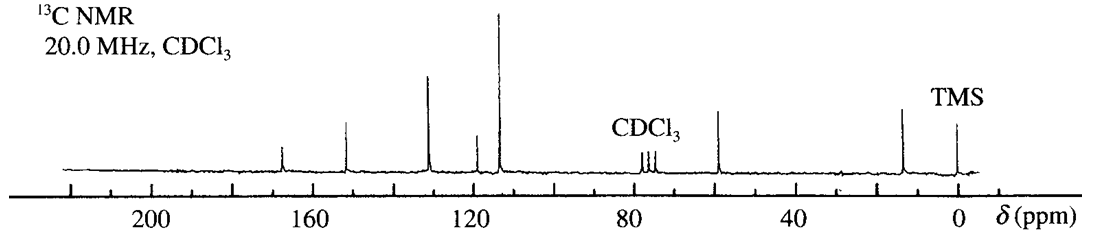 ¹³C NMR
20.0 MHz, CDCl₃
TMS
CDCl₃
200 160 120 80 40 0 δ (ppm)